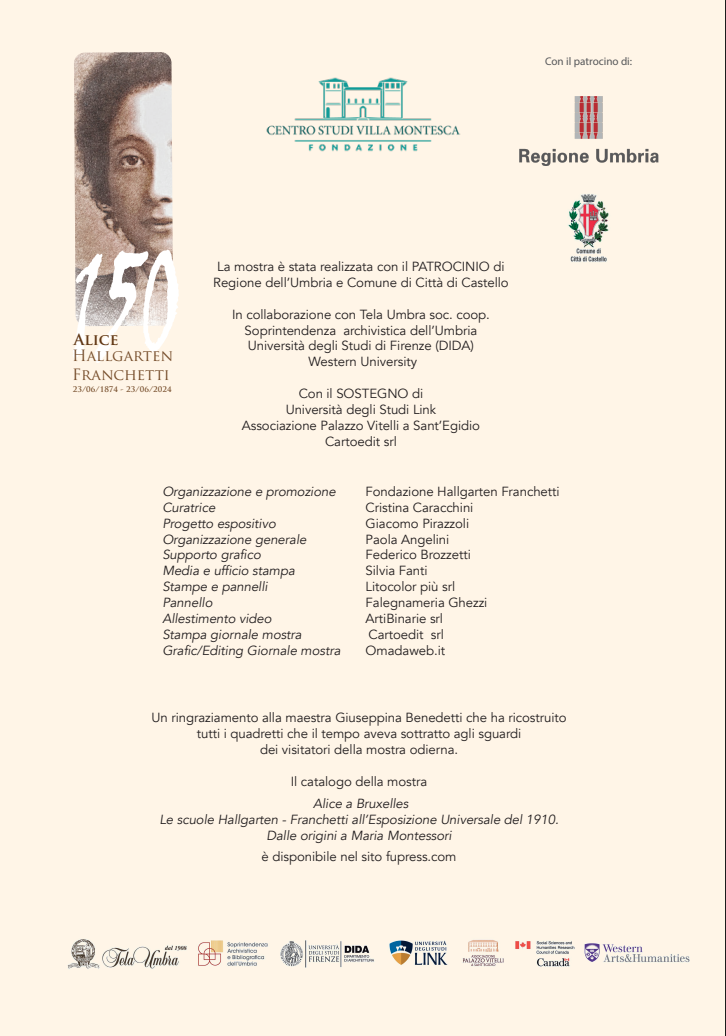 150
ALICE
HALLGARTEN
FRANCHETTI
23/06/1874 - 23/06/2024
CENTRO STUDI VILLA MONTESCA
FONDAZIONE
Con il patrocino di:
Regione Umbria
Comune di
Città di Castello
La mostra è stata realizzata con il PATROCINIO di
Regione dell'Umbria e Comune di Città di Castello
In collaborazione con Tela Umbra soc. coop.
Soprintendenza archivistica dell'Umbria
Università degli Studi di Firenze (DIDA)
Western University
Con il SOSTEGNO di
Università degli Studi Link
Associazione Palazzo Vitelli a Sant'Egidio
Cartoedit srl
Organizzazione e promozione Fondazione Hallgarten Franchetti
Curatrice Cristina Caracchini
Progetto espositivo Giacomo Pirazzoli
Organizzazione generale Paola Angelini
Supporto grafico Federico Brozzetti
Media e ufficio stampa Silvia Fanti
Stampe e pannelli Litocolor più srl
Pannello Falegnameria Ghezzi
Allestimento video ArtiBinarie srl
Stampa giornale mostra Cartoedit srl
Grafic/Editing Giornale mostra Omadaweb.it
Un ringraziamento alla maestra Giuseppina Benedetti che ha ricostruito
tutti i quadretti che il tempo aveva sottratto agli sguardi
dei visitatori della mostra odierna.
Il catalogo della mostra
Alice a Bruxelles
Le scuole Hallgarten - Franchetti all'Esposizione Universale del 1910.
Dalle origini a Maria Montessori
è disponibile nel sito fupress.com
dal 1908
Tela Umbra
Soprintendenza
Archivistica
e Bibliografica
dell'Umbria
UNIVERSITÀ
DEGLI STUDI
FIRENZE
DIDA
DIPARTIMENTO
DI ARCHITETTURA
UNIVERSITÀ
DEGLI STUDI
LINK
ASSOCIAZIONE
PALAZZO VITELLI
A SANT'EGIDIO
Social Sciences and
Humanities Research
Council of Canada
Canada
Western
Arts&Humanities